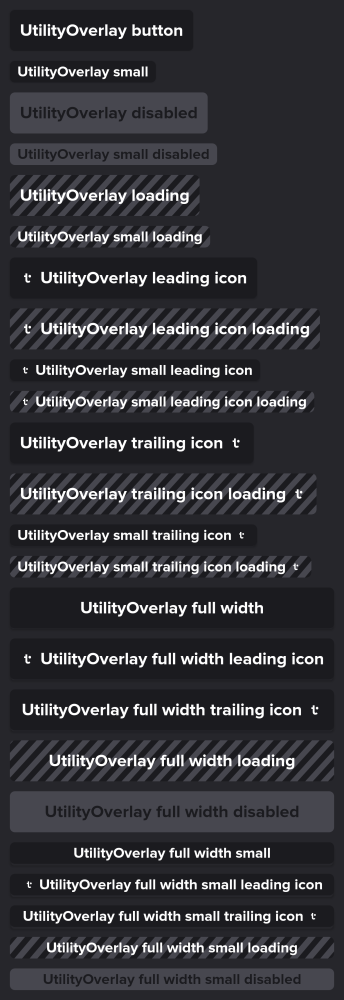 UtilityOverlay button
UtilityOverlay small
UtilityOverlay disabled
UtilityOverlay small disabled
UtilityOverlay loading
UtilityOverlay small loading
UtilityOverlay leading icon
UtilityOverlay leading icon loading
UtilityOverlay small leading icon
UtilityOverlay small leading icon loading
UtilityOverlay trailing icon
UtilityOverlay trailing icon loading
UtilityOverlay small trailing icon
UtilityOverlay small trailing icon loading
UtilityOverlay full width
UtilityOverlay full width leading icon
UtilityOverlay full width trailing icon
UtilityOverlay full width loading
UtilityOverlay full width disabled
UtilityOverlay full width small
UtilityOverlay full width small leading icon
UtilityOverlay full width small trailing icon
UtilityOverlay full width small loading
UtilityOverlay full width small disabled